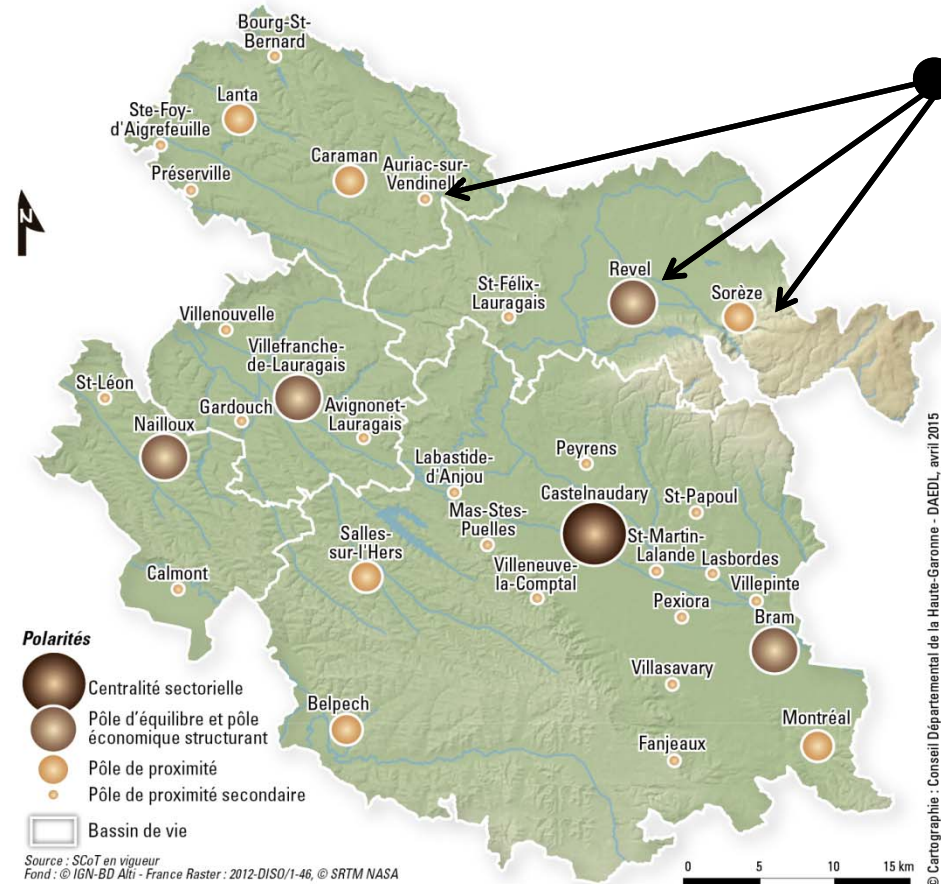 Bourg-St-
Bernard
Lanta
Ste-Foy-
d'Aigrefeuille
Caraman
Auriac-sur-
Préserville
N
Revel
St-Félix-
Lauragais
Sorèze
Villenouvelle
Villefranche-
de-Lauragais
St-Léon
Gardouch
Avignonet-
Lauragais
Nailloux
Peyrens
Labastide-
d'Anjou
Castelnaudary
St-Papoul
Mas-Stes-
Puelles
St-Martin-
Lalande
Salles-
sur-l'Hers
Villeneuve-
la-Comptal
Lasbordes
Calmont
Villepinte
Pexiora
Bram
Villasavary
Belpech
Montréal
Fanjeaux
Polarités
Centralité sectorielle
Pôle d'équilibre et pôle
économique structurant
Pôle de proximité
Pôle de proximité secondaire
Bassin de vie
Source : SCoT en vigueur
Fond : © IGN-BD Alti - France Raster : 2012-DISO/1-46, © SRTM NASA
0 5 10 15 km
© Cartographie : Conseil Départemental de la Haute-Garonne - DAEDL, avril 2015